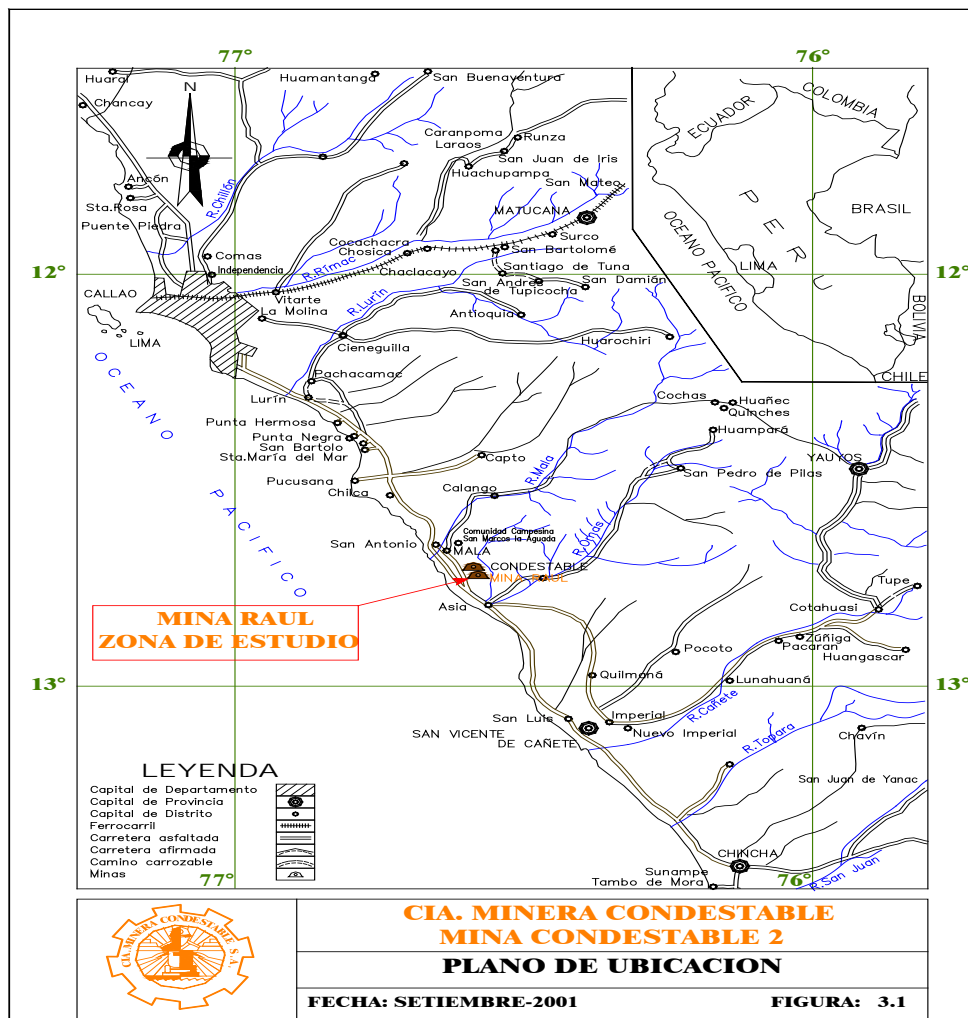 77°
76°
Huaral
Huamantanga
San Buenaventura
Chancay
N
Caranpoma
Runza
Laraos
San Juan de Iris
Huachupampa
San Mateo
Ancón
Sta.Rosa
R.Chillón
MATUCANA
Puente Piedra
Surco
Cocachacra
Chosica
San Bartolomé
Comas
R.Rímac
Independencia
Chaclacayo
Santiago de Tuna
12°
12°
San Andrés
de Tupicocha
San Damián
CALLAO
Vitarte
La Molina
R.Lurín
Antioquia
LIMA
Cieneguilla
Huarochiri
OCEANO PACIFICO
Pachacamac
Lurín
Cochas
Huañec
Quinches
Punta Hermosa
Huampará
Punta Negra
San Bartolo
Sta.María del Mar
Capto
R.Mala
YAUYOS
San Pedro de Pilas
Pucusana
Chilca
Calango
R.Omas
Comunidad Campesina
San Marcos la Aguada
San Antonio
MALA
CONDESTABLE
MINA RAUL
Tupe
Asia
Cotahuasi
MINA RAUL
ZONA DE ESTUDIO
Zúñiga
Pacaran
Pocoto
Huangascar
13°
13°
Quilmaná
Lunahuaná
San Luis
Imperial
R.Cañete
SAN VICENTE
DE CAÑETE
Nuevo Imperial
Chavín
R.Topara
San Juan de Yanac
CHINCHA
Sunampe
Tambo de Mora
R.San Juan
77°
76°
ECUADOR
COLOMBIA
PERU
BRASIL
OCEANO PACIFICO
LIMA
BOLIVIA
CHILE
LEYENDA
Capital de Departamento
Capital de Provincia
Capital de Distrito
Ferrocarril
Carretera asfaltada
Carretera afirmada
Camino carrozable
Minas
CIA. MINERA CONDESTABLE S.A.
CIA. MINERA CONDESTABLE
MINA CONDESTABLE 2
PLANO DE UBICACION
FECHA: SETIEMBRE-2001
FIGURA: 3.1